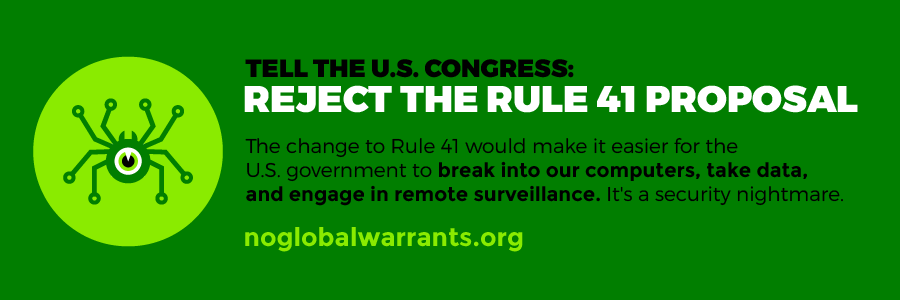 TELL THE U.S. CONGRESS:
REJECT THE RULE 41 PROPOSAL
The change to Rule 41 would make it easier for the
U.S. government to break into our computers, take data,
and engage in remote surveillance. It's a security nightmare.
noglobalwarrants.org